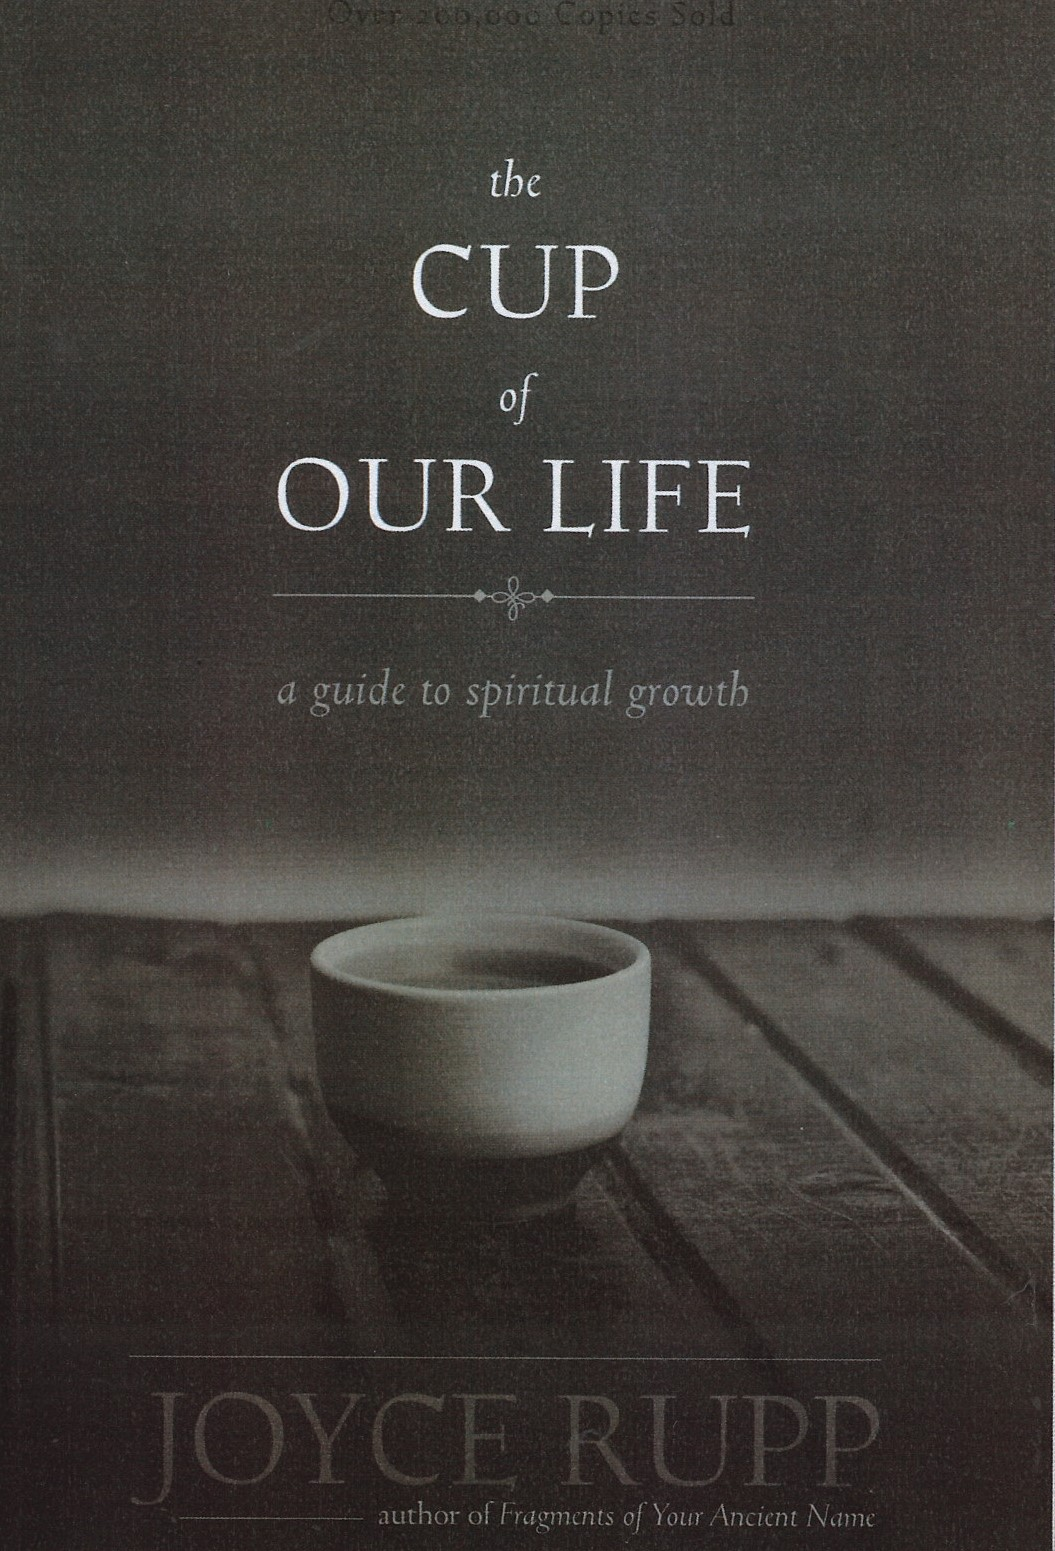 Over 200,000 Copies Sold
the
CUP
of
OUR LIFE
a guide to spiritual growth
JOYCE RUPP
author of Fragments of Your Ancient Name